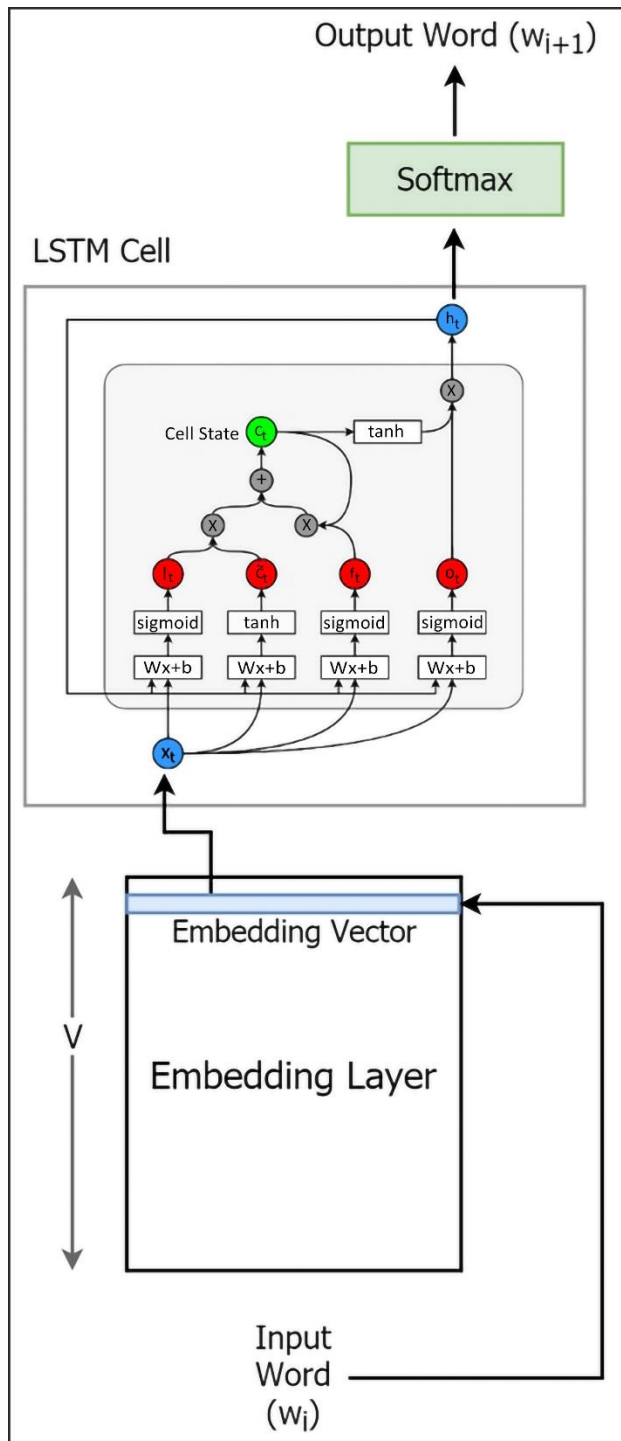 Output Word (wᵢ₊₁)
Softmax
LSTM Cell
hₜ
X
Cell State cₜ tanh
+
X X
Iₜ c̃ₜ fₜ oₜ
sigmoid tanh sigmoid sigmoid
Wx+b Wx+b Wx+b Wx+b
xₜ
Embedding Vector
V
Embedding Layer
Input
Word
(wᵢ)